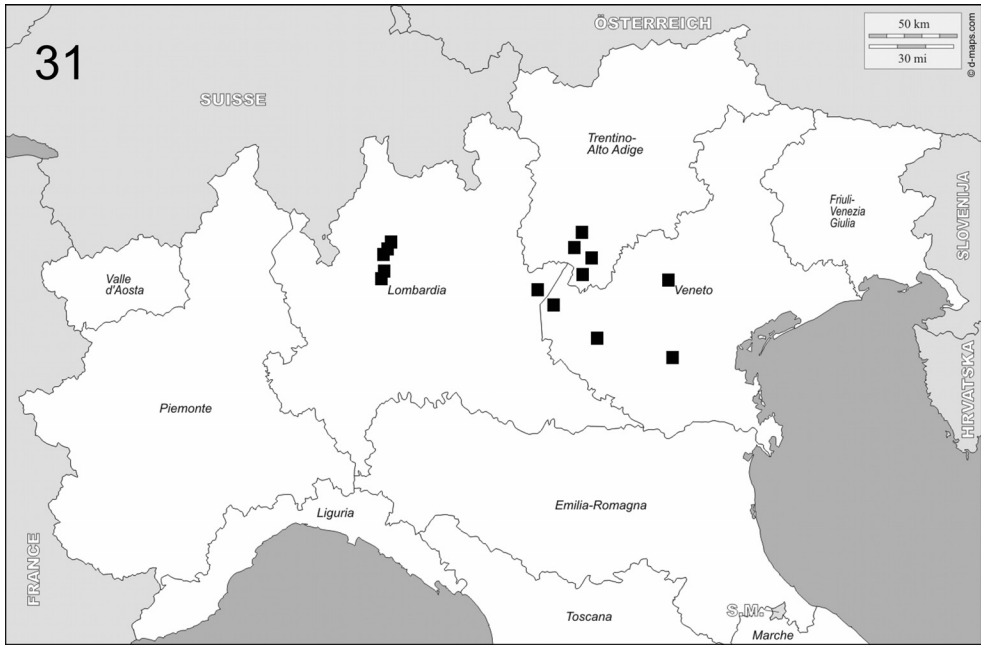 31
ÖSTERREICH
50 km
30 mi
© d-maps.com
SUISSE
Trentino-
Alto Adige
SLOVENIJA
Friuli-
Venezia
Giulia
Valle
d'Aosta
Lombardia
Veneto
HRVATSKA
Piemonte
Emilia-Romagna
Liguria
FRANCE
Toscana
S.M.
Marche